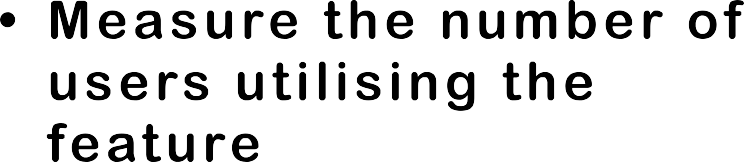 • Measure the number of
users utilising the
feature